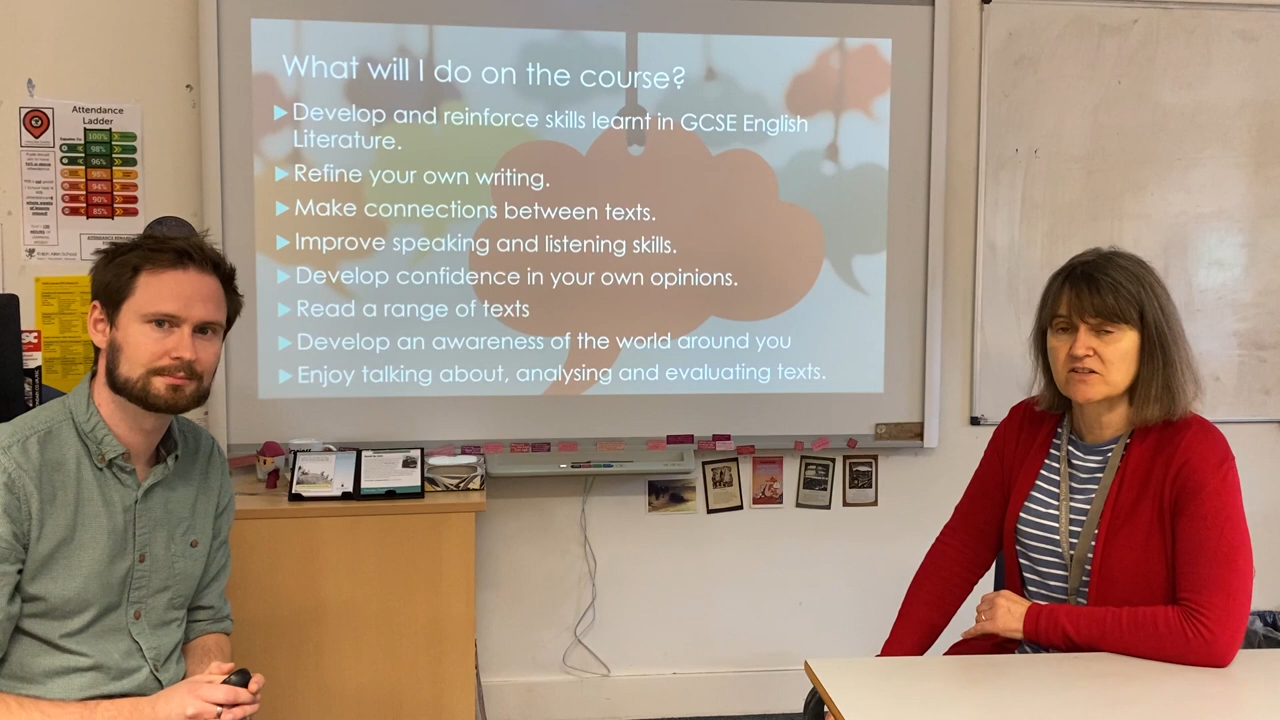 What will I do on the course?
Develop and reinforce skills learnt in GCSE English
Literature.
Refine your own writing.
Make connections between texts.
Improve speaking and listening skills.
Develop confidence in your own opinions.
Read a range of texts
Develop an awareness of the world around you
Enjoy talking about, analysing and evaluating texts.
Attendance
Ladder
100%
98%
96%
95%
94%
90%
85%